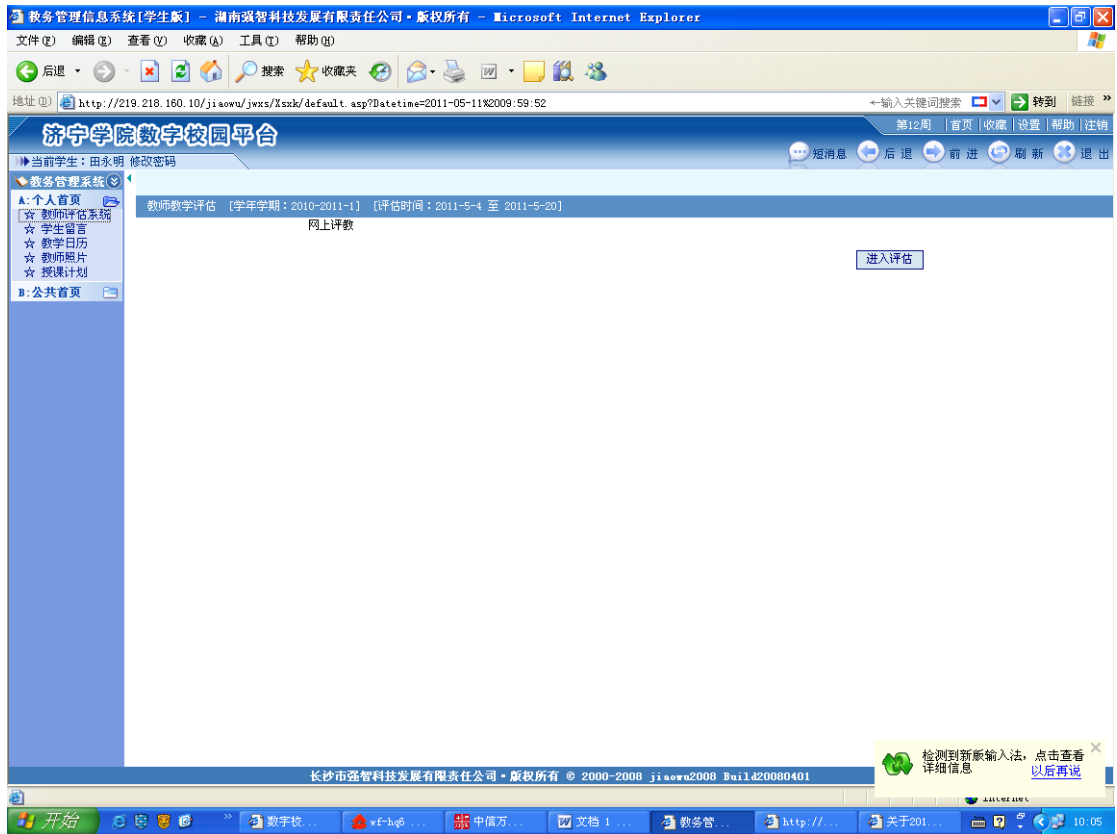 教务管理信息系统[学生版] - 湖南强智科技发展有限责任公司·版权所有 - Microsoft Internet Explorer
文件(F) 编辑(E) 查看(V) 收藏(A) 工具(T) 帮助(H)
后退 搜索 收藏夹
地址(D) http://219.218.160.10/jiaowu/jwxs/Xsxk/default.asp?Datetime=2011-05-11%2009:59:52 ←输入关键词搜索 转到 链接 »
济宁学院数字校园平台
第12周 |首页|收藏|设置|帮助|注销
当前学生：田永明 修改密码
短消息 后退 前进 刷新 退出
教务管理系统
A:个人首页
☆ 教师评估系统
☆ 学生留言
☆ 教学日历
☆ 教师照片
☆ 授课计划
B:公共首页
教师教学评估 [学年学期：2010-2011-1] [评估时间：2011-5-4 至 2011-5-20]
网上评教
进入评估
检测到新版输入法，点击查看详细信息
以后再说
长沙市强智科技发展有限责任公司·版权所有 © 2000-2008 jiaowu2008 Build20080401
Internet
开始 » 数字校... wf-hq6 ... 中信万... 文档 1 ... 教务管... http://... 关于201... 10:05